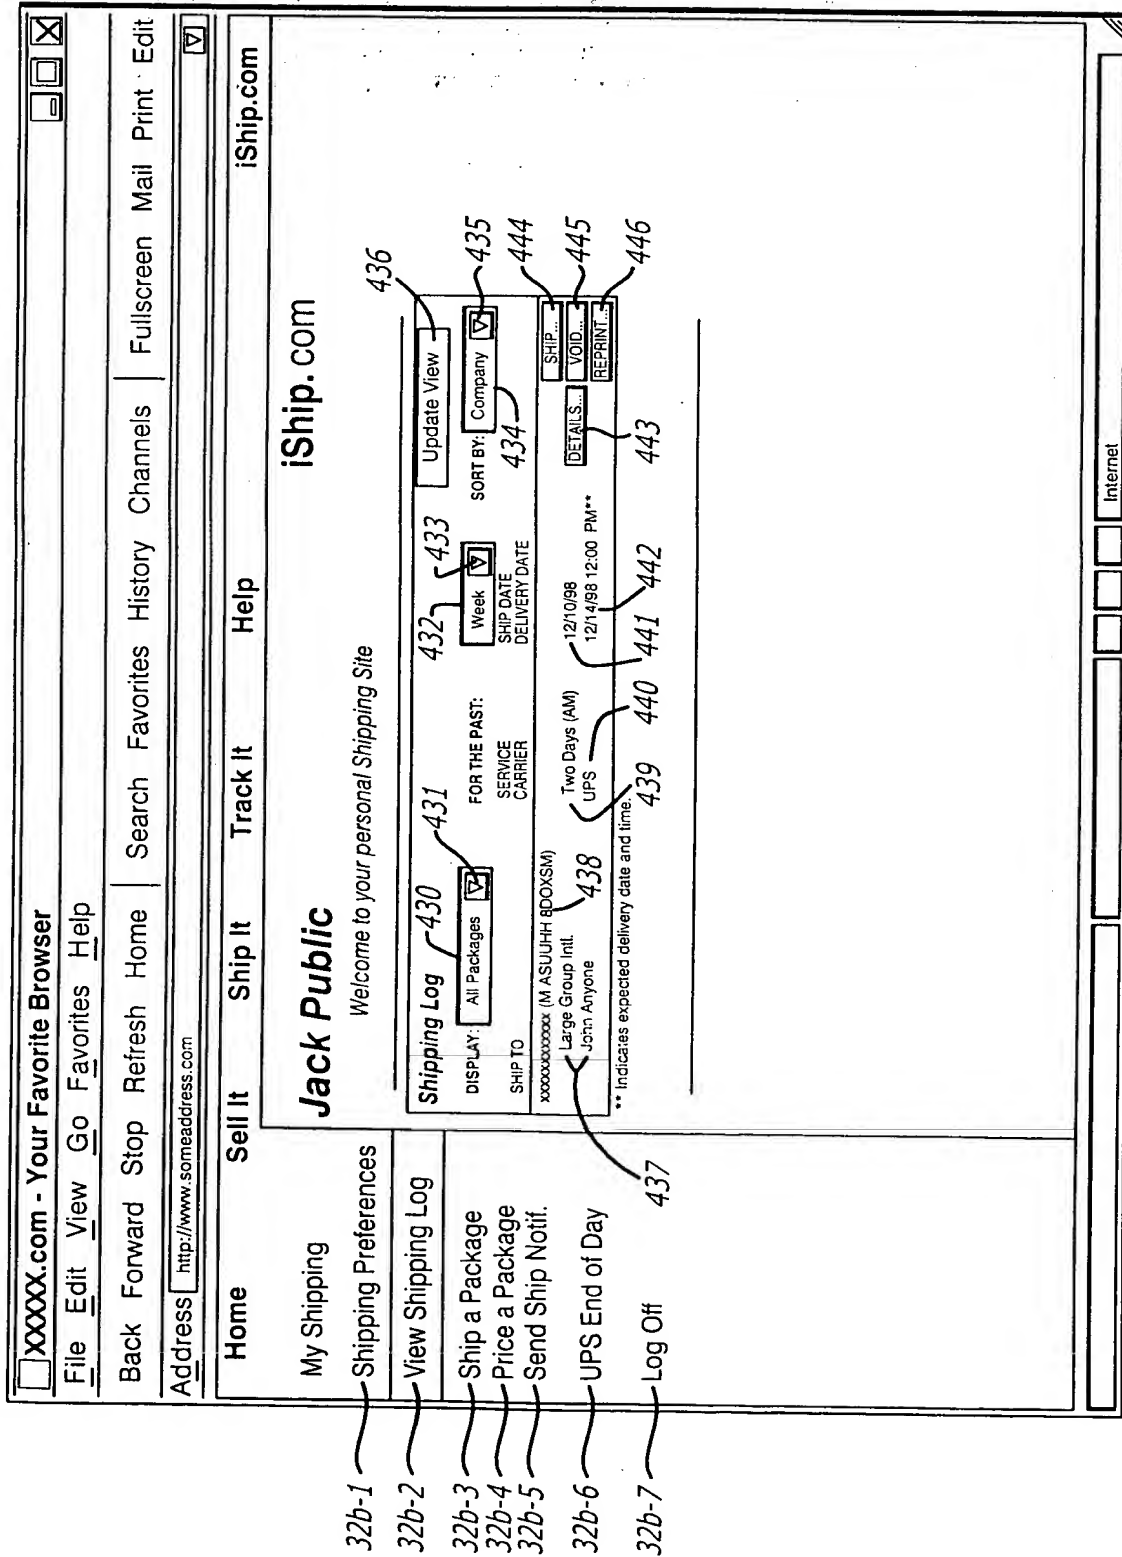 XXXXX.com - Your Favorite Browser
File Edit View Go Favorites Help
Back Forward Stop Refresh Home Search Favorites History Channels Fullscreen Mail Print Edit
Address http://www.someaddress.com
Home Sell It Ship It Track It Help iShip.com
My Shipping
32b-1 Shipping Preferences
32b-2 View Shipping Log
32b-3 Ship a Package
32b-4 Price a Package
32b-5 Send Ship Notif.
32b-6 UPS End of Day
32b-7 Log Off
Jack Public iShip.com
Welcome to your personal Shipping Site
436
Shipping Log 430 431 432 433 Update View
DISPLAY: All Packages FOR THE PAST: Week SORT BY: Company 435
434
SHIP TO SERVICE SHIP DATE
CARRIER DELIVERY DATE
444
xxxxxxxxxxxxx (M ASUUHH 8DOXSM) SHIP...
Large Group Intl. Two Days (AM) 12/10/98 DETAILS... VOID... 445
John Anyone 438 UPS 12/14/98 12:00 PM** REPRINT... 446
** Indicates expected delivery date and time.
437 439 440 441 442 443
Internet